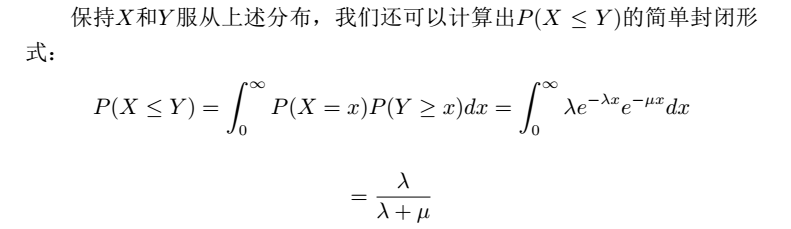 保持X和Y服从上述分布，我们还可以计算出P(X ≤ Y)的简单封闭形
式：
P(X ≤ Y) = ∫₀^∞ P(X = x)P(Y ≥ x)dx = ∫₀^∞ λe^{−λx}e^{−μx}dx
= λ/(λ + μ)